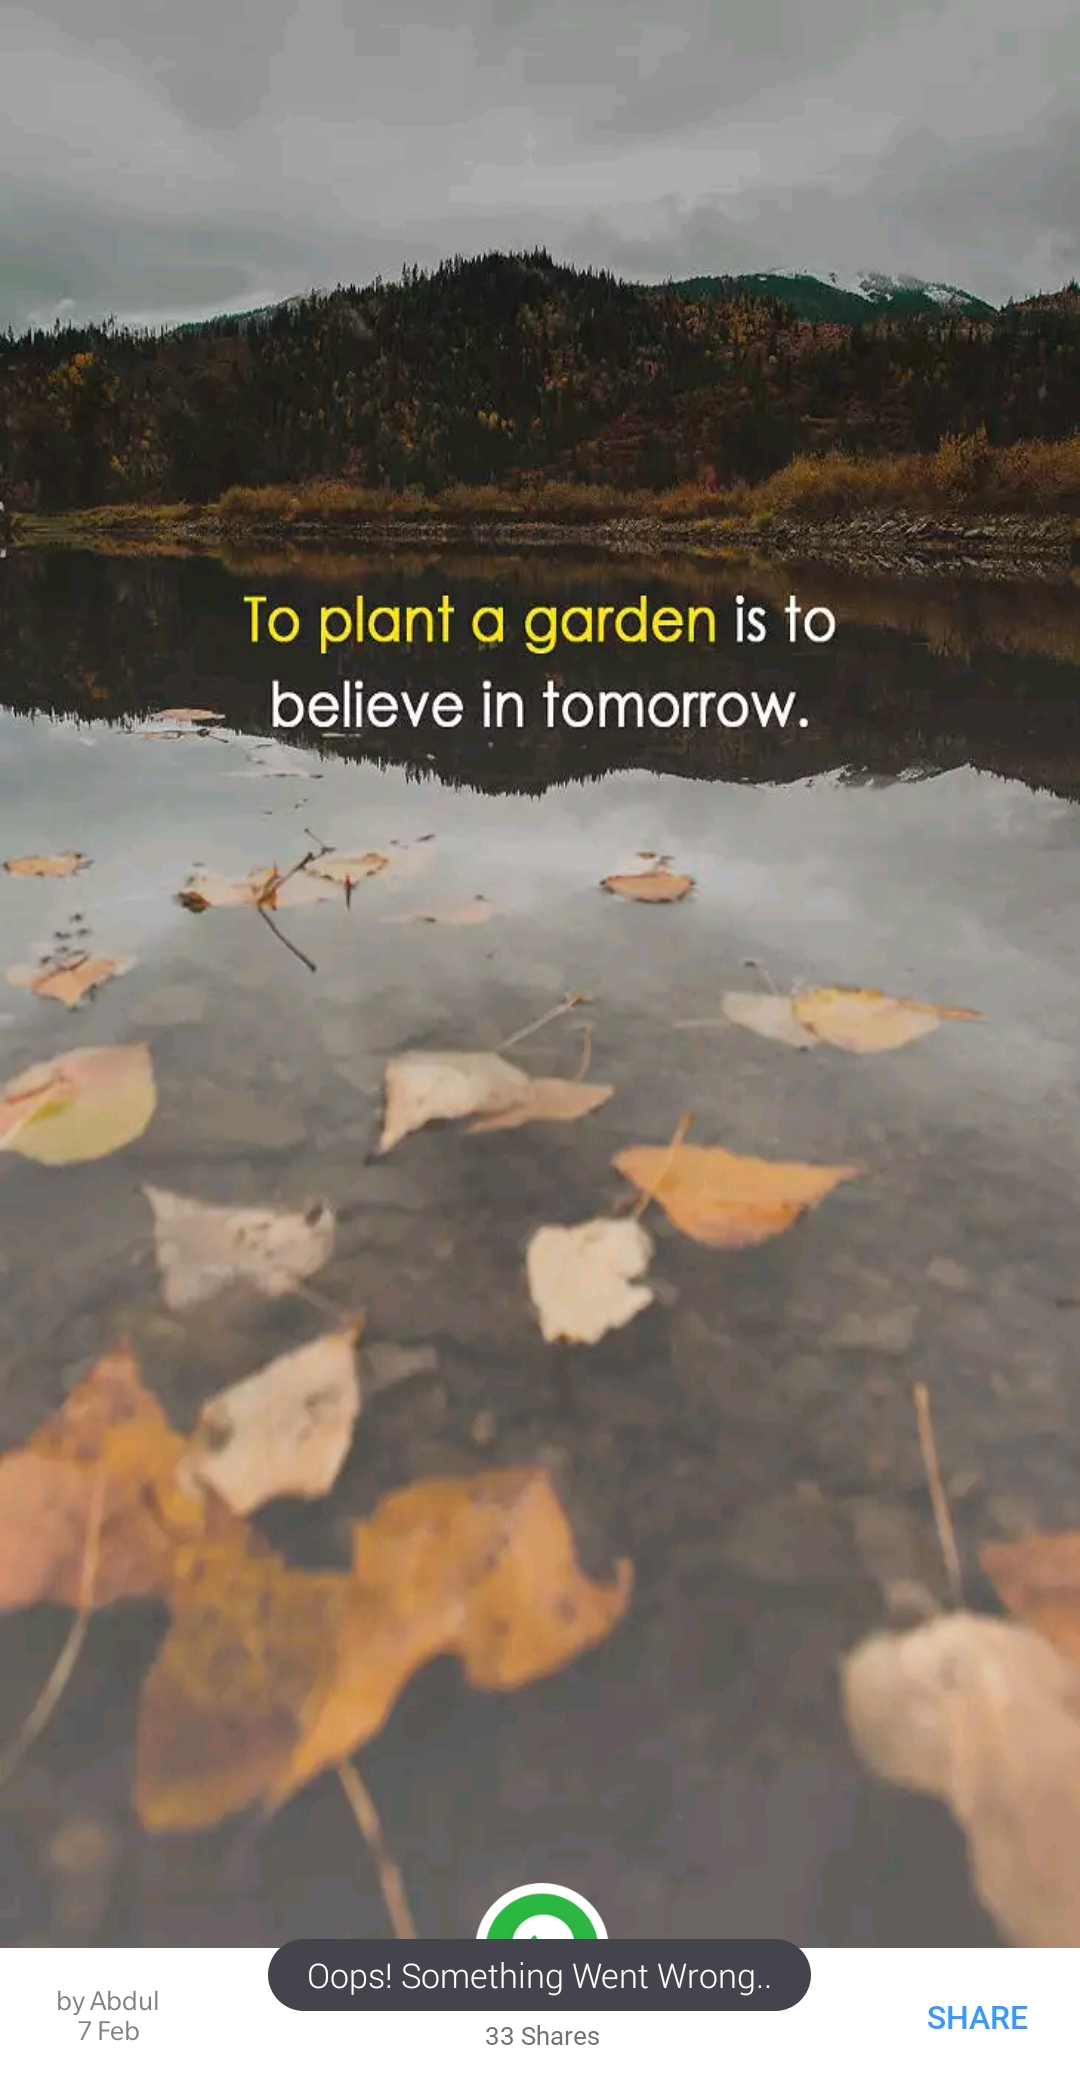 To plant a garden is to
believe in tomorrow.
Oops! Something Went Wrong..
by Abdul
7 Feb
33 Shares
SHARE